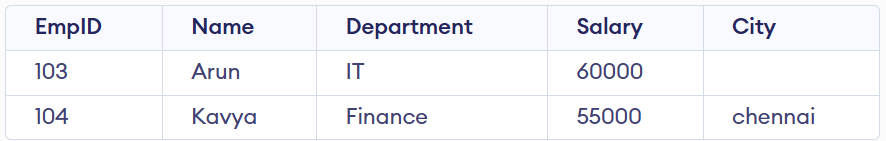 EmpID Name Department Salary City
103 Arun IT 60000
104 Kavya Finance 55000 chennai